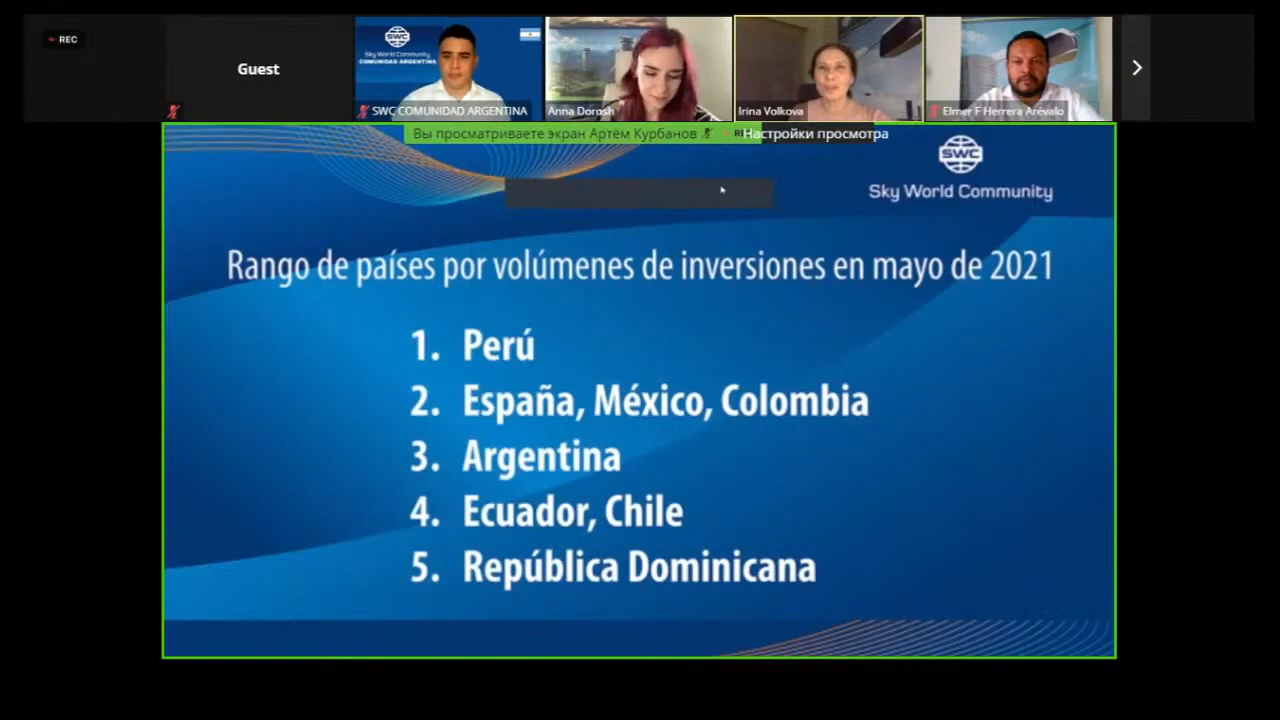 REC
Guest
SWC
Sky World Community
COMUNIDAD ARGENTINA
SWC COMUNIDAD ARGENTINA
Anna Dorosh
Irina Volkova
Elmer F Herrera Arévalo
Вы просматриваете экран Артём Курбанов
Настройки просмотра
SWC
Sky World Community
Rango de países por volúmenes de inversiones en mayo de 2021
1. Perú
2. España, México, Colombia
3. Argentina
4. Ecuador, Chile
5. República Dominicana